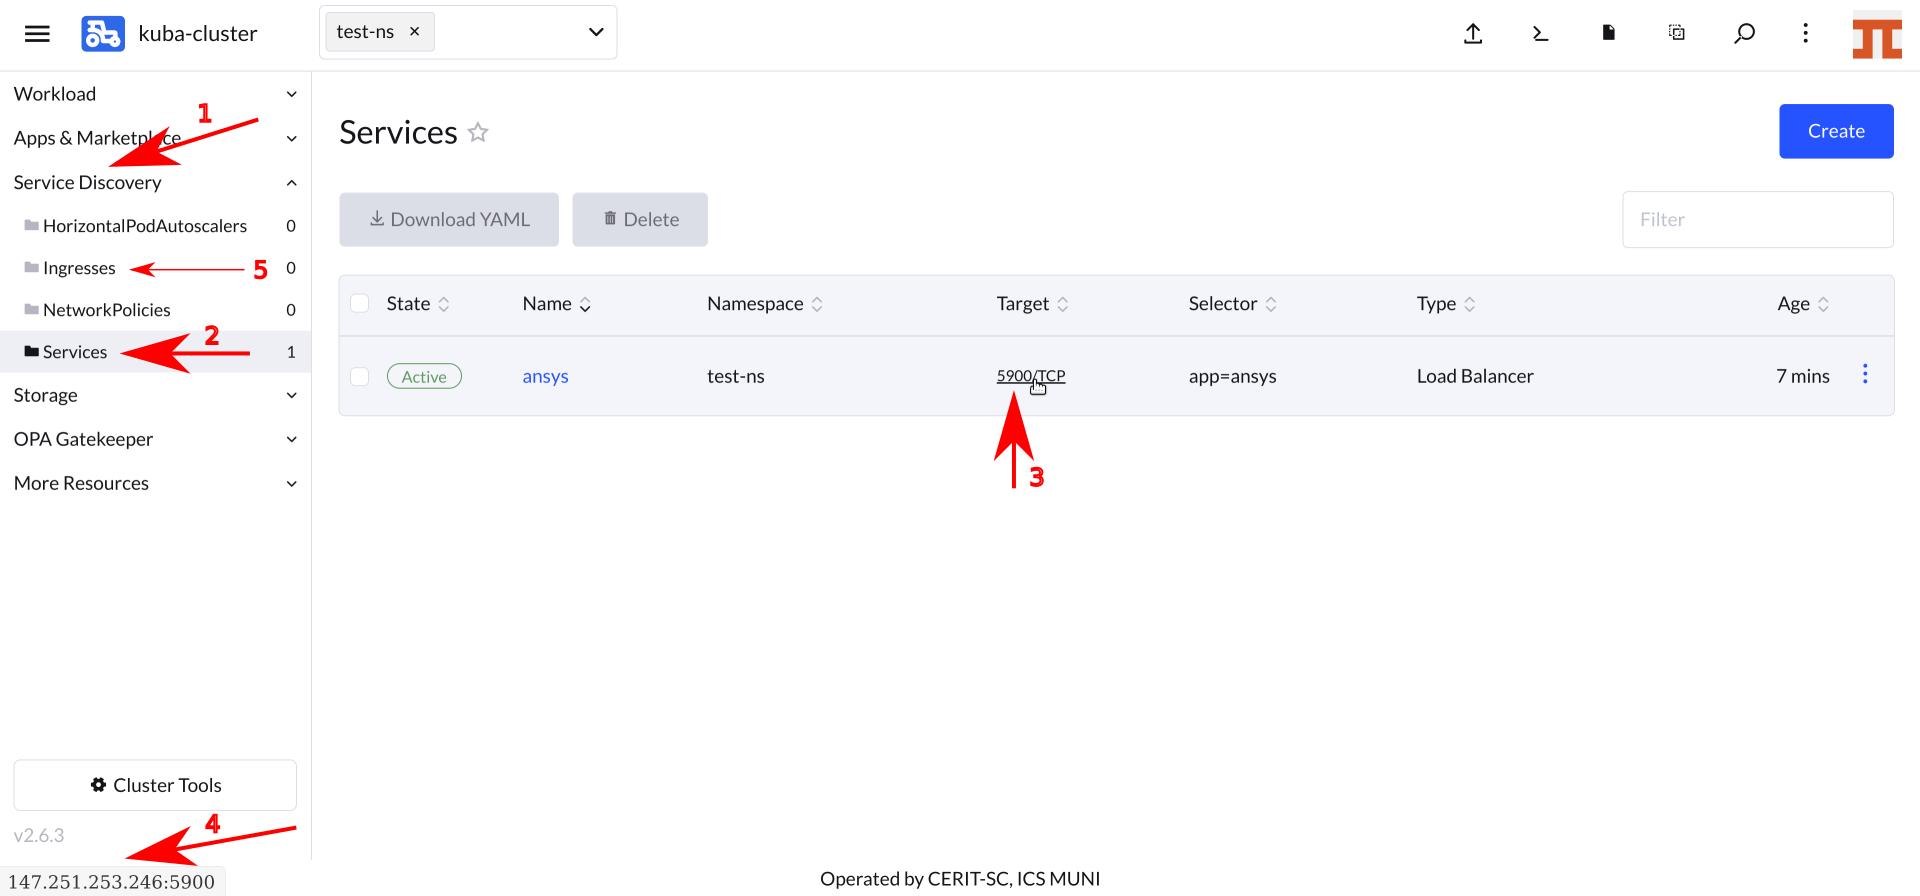 kuba-cluster
test-ns ×
Workload
1
Apps & Marketplace
Service Discovery
HorizontalPodAutoscalers 0
Ingresses 5 0
NetworkPolicies 0
2
Services 1
Storage
OPA Gatekeeper
More Resources
Cluster Tools
4
v2.6.3
147.251.253.246:5900
Services
Create
Download YAML Delete
Filter
State Name Namespace Target Selector Type Age
Active ansys test-ns 5900/TCP app=ansys Load Balancer 7 mins
3
Operated by CERIT-SC, ICS MUNI